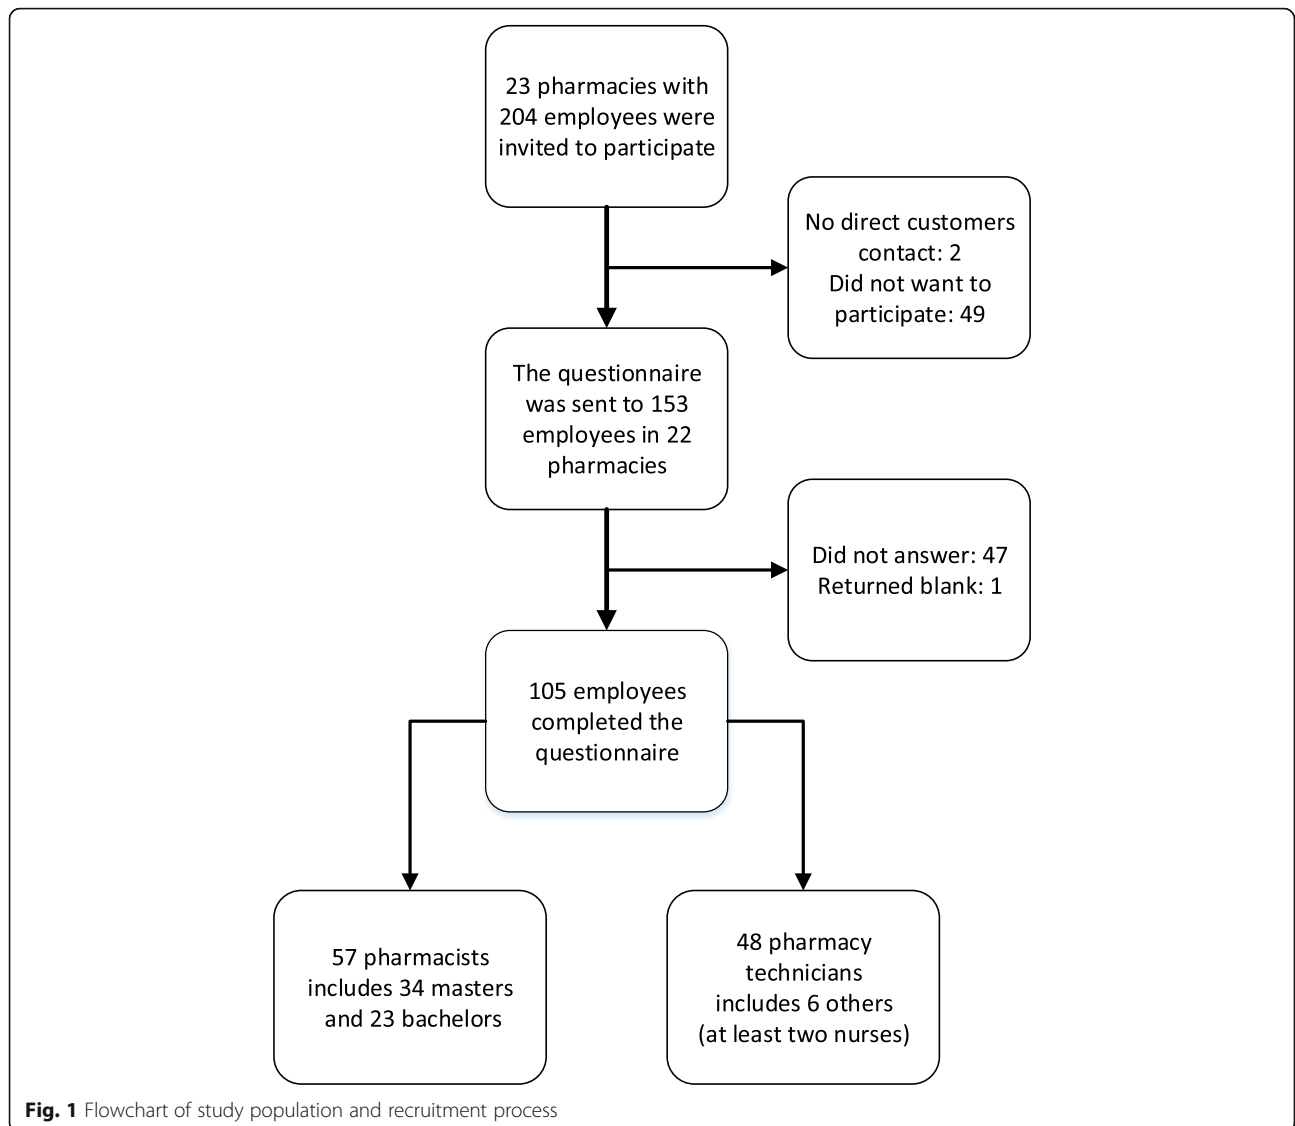 23 pharmacies with
204 employees were
invited to participate
No direct customers
contact: 2
Did not want to
participate: 49
The questionnaire
was sent to 153
employees in 22
pharmacies
Did not answer: 47
Returned blank: 1
105 employees
completed the
questionnaire
57 pharmacists
includes 34 masters
and 23 bachelors
48 pharmacy
technicians
includes 6 others
(at least two nurses)
Fig. 1 Flowchart of study population and recruitment process